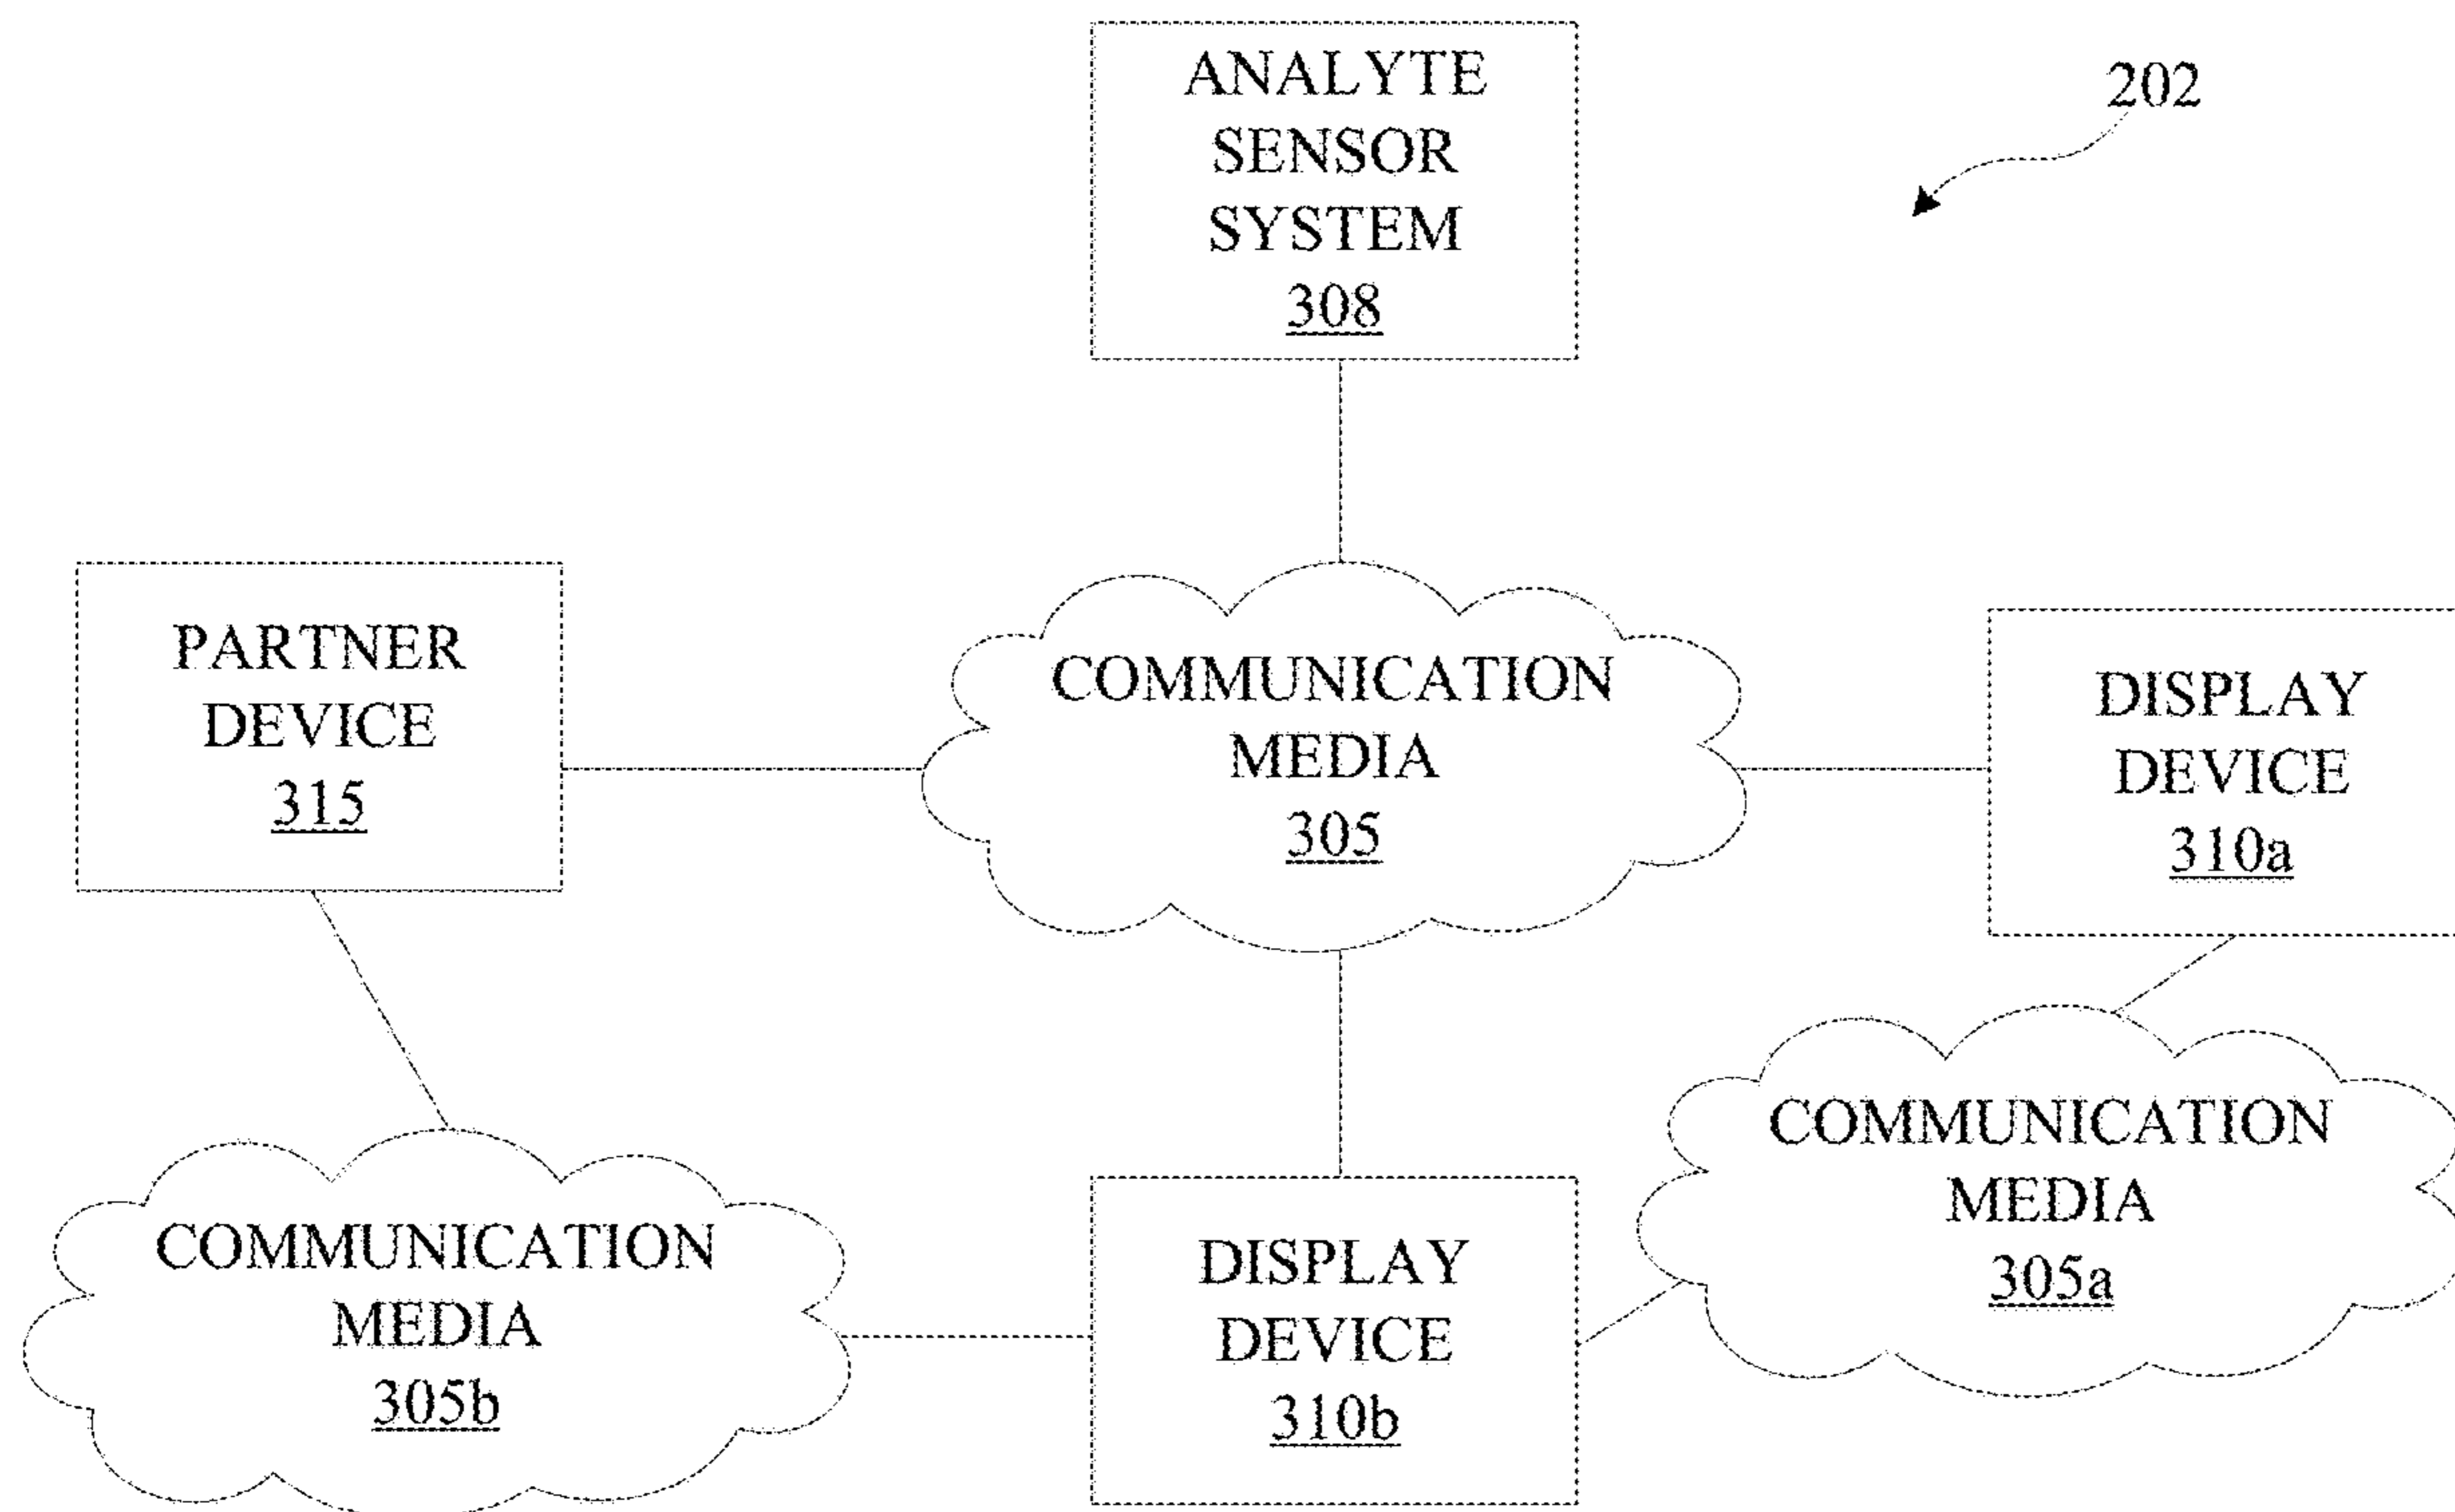 ANALYTE
SENSOR
SYSTEM
308
202
PARTNER
DEVICE
315
COMMUNICATION
MEDIA
305
DISPLAY
DEVICE
310a
COMMUNICATION
MEDIA
305b
DISPLAY
DEVICE
310b
COMMUNICATION
MEDIA
305a